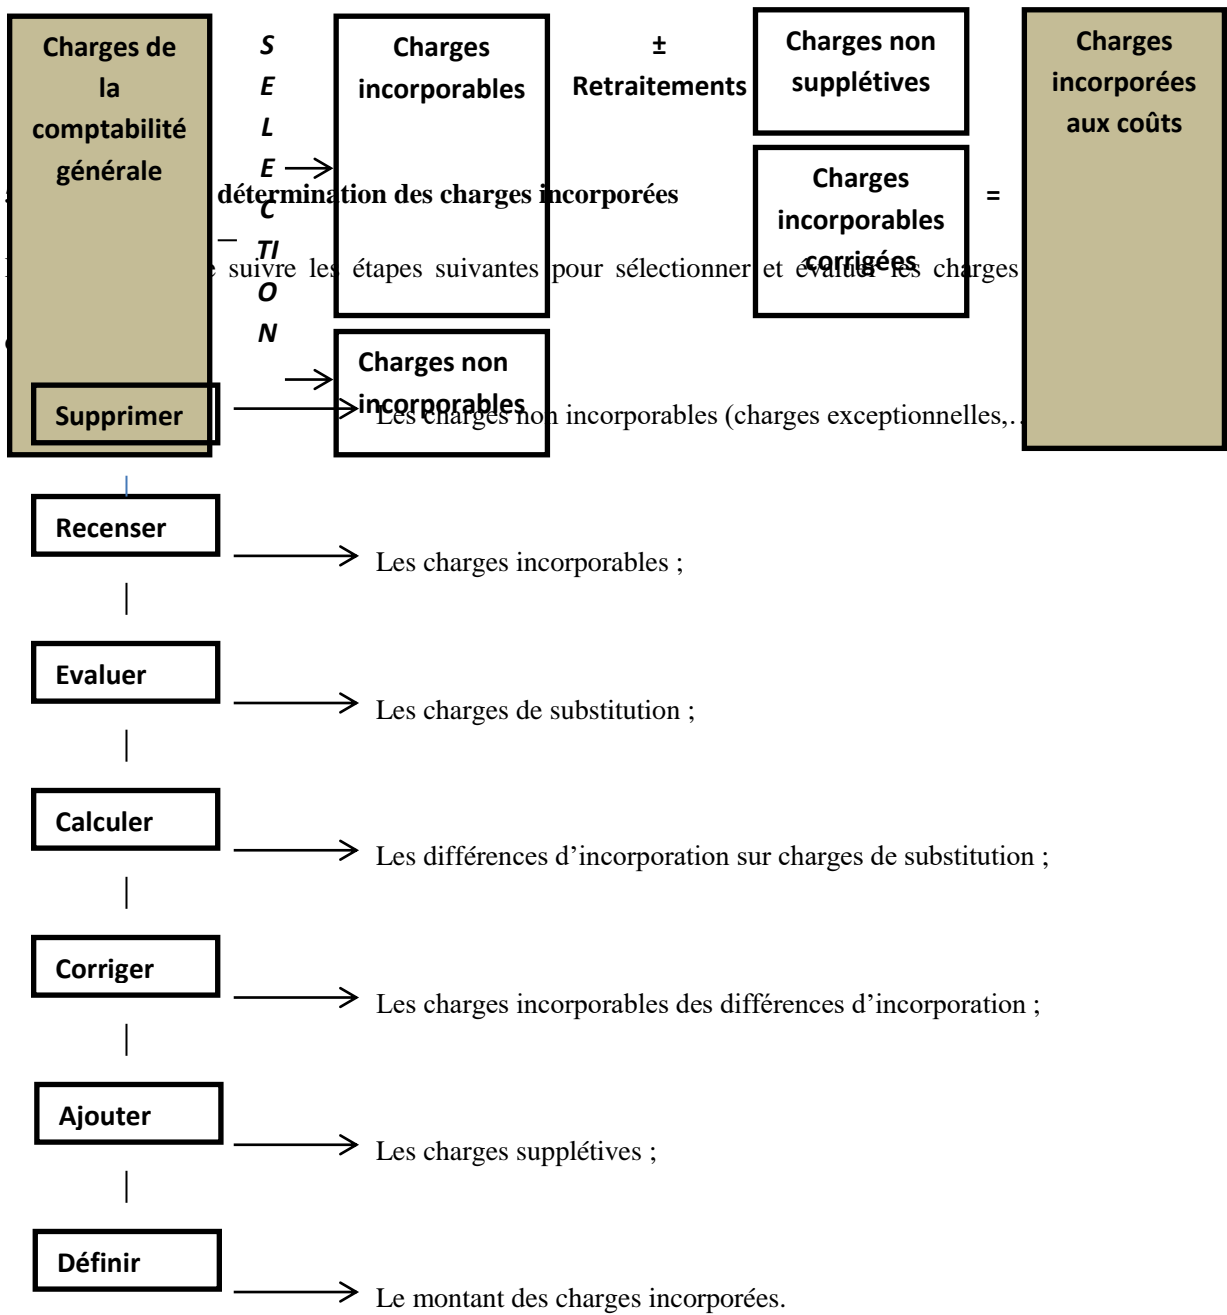 Charges de
la
comptabilité
générale
S
E
L
E
C
TI
O
N
Charges
incorporables
±
Retraitements
Charges non
supplétives
Charges
incorporables
corrigées
=
Charges
incorporées
aux coûts
Charges non
incorporables
détermination des charges incorporées
suivre les étapes suivantes pour sélectionner et évaluer les charges
Supprimer
Les charges non incorporables (charges exceptionnelles,…
Recenser
Les charges incorporables ;
Evaluer
Les charges de substitution ;
Calculer
Les différences d’incorporation sur charges de substitution ;
Corriger
Les charges incorporables des différences d’incorporation ;
Ajouter
Les charges supplétives ;
Définir
Le montant des charges incorporées.